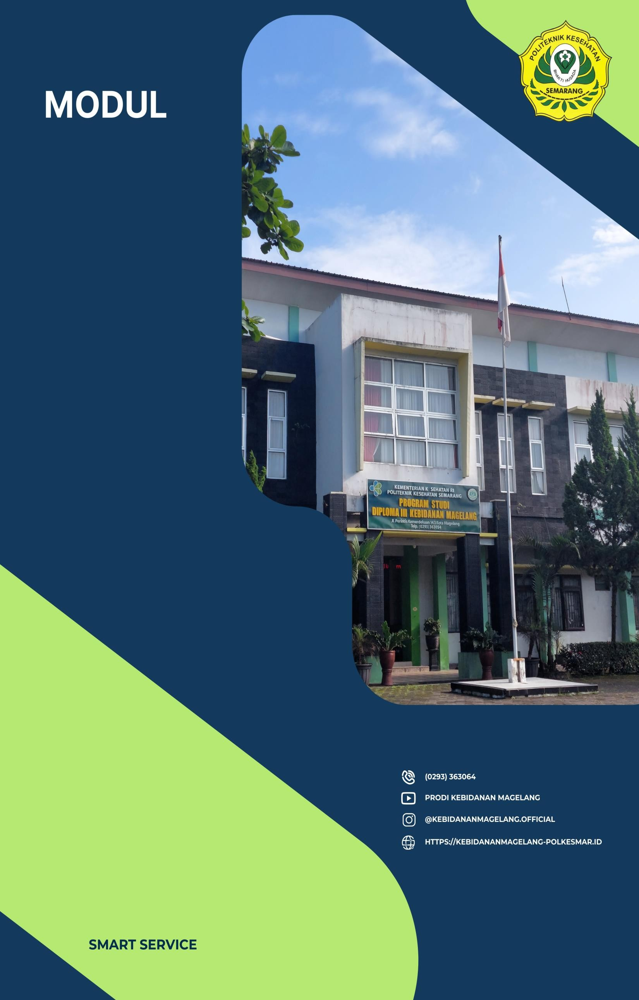 MODUL
POLITEKNIK KESEHATAN
BHAKTI HUSADA
SEMARANG
KEMENTERIAN K SEHATAN RI
POLITEKNIK KESEHATAN SEMARANG
PROGRAM STUDI
DIPLOMA III KEBIDANAN MAGELANG
Jl. Perintis Kemerdekaan 143 Kota Magelang
Telp. (0293) 363054
(0293) 363064
PRODI KEBIDANAN MAGELANG
@KEBIDANANMAGELANG.OFFICIAL
HTTPS://KEBIDANANMAGELANG-POLKESMAR.ID
SMART SERVICE